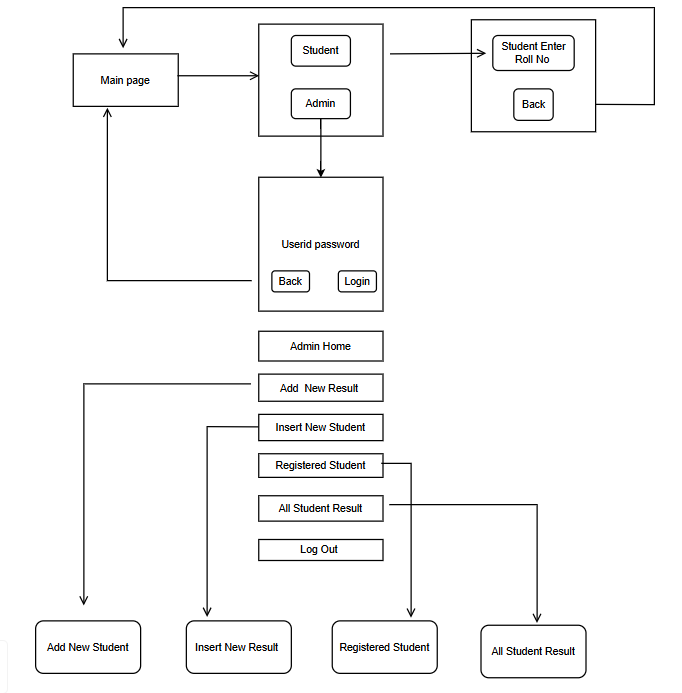 Student
Student Enter
Roll No
Main page
Admin
Back
Userid password
Back
Login
Admin Home
Add New Result
Insert New Student
Registered Student
All Student Result
Log Out
Add New Student
Insert New Result
Registered Student
All Student Result